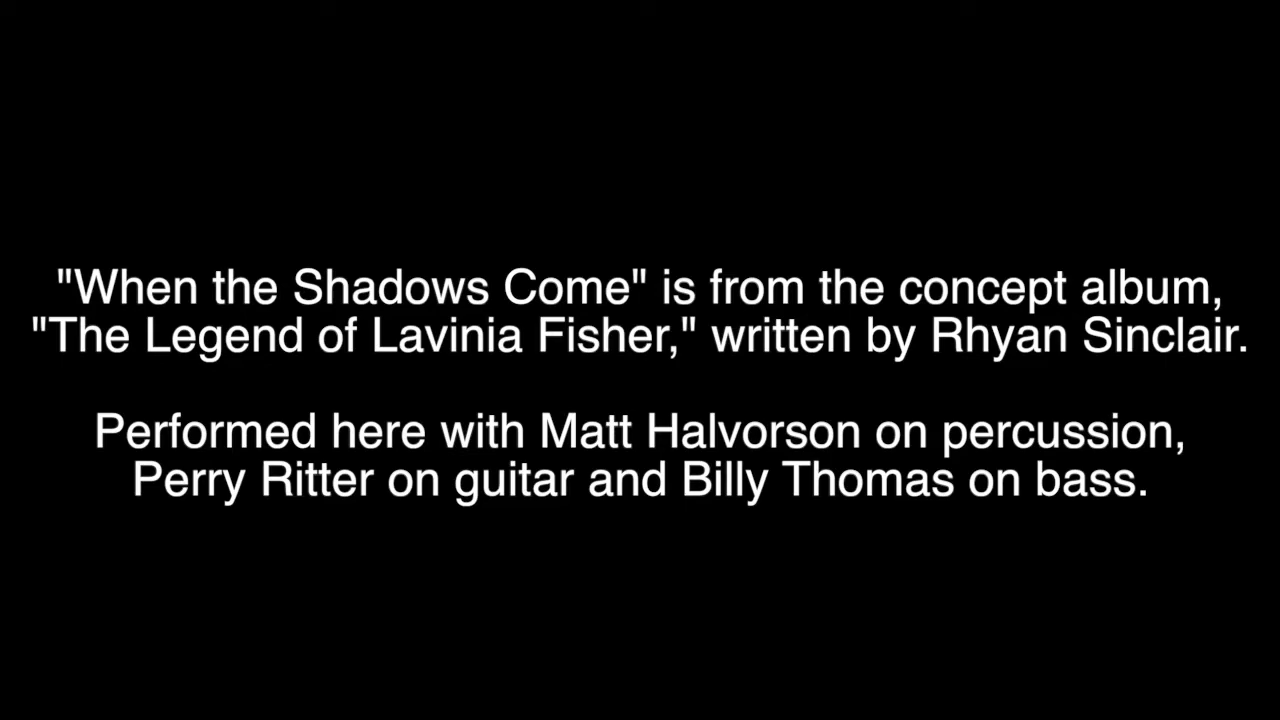 "When the Shadows Come" is from the concept album,
"The Legend of Lavinia Fisher," written by Rhyan Sinclair.
Performed here with Matt Halvorson on percussion,
Perry Ritter on guitar and Billy Thomas on bass.